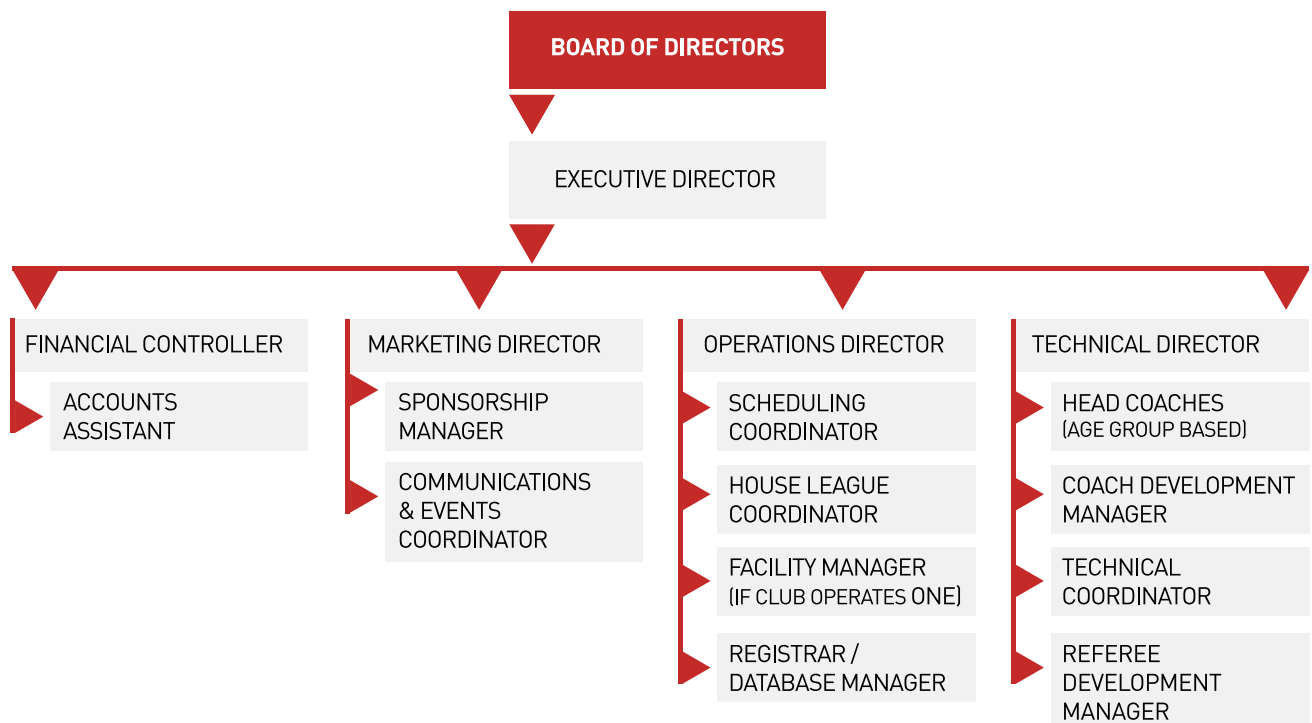 BOARD OF DIRECTORS
EXECUTIVE DIRECTOR
FINANCIAL CONTROLLER
ACCOUNTS
ASSISTANT
MARKETING DIRECTOR
SPONSORSHIP
MANAGER
COMMUNICATIONS
& EVENTS
COORDINATOR
OPERATIONS DIRECTOR
SCHEDULING
COORDINATOR
HOUSE LEAGUE
COORDINATOR
FACILITY MANAGER
(IF CLUB OPERATES ONE)
REGISTRAR /
DATABASE MANAGER
TECHNICAL DIRECTOR
HEAD COACHES
(AGE GROUP BASED)
COACH DEVELOPMENT
MANAGER
TECHNICAL
COORDINATOR
REFEREE
DEVELOPMENT
MANAGER